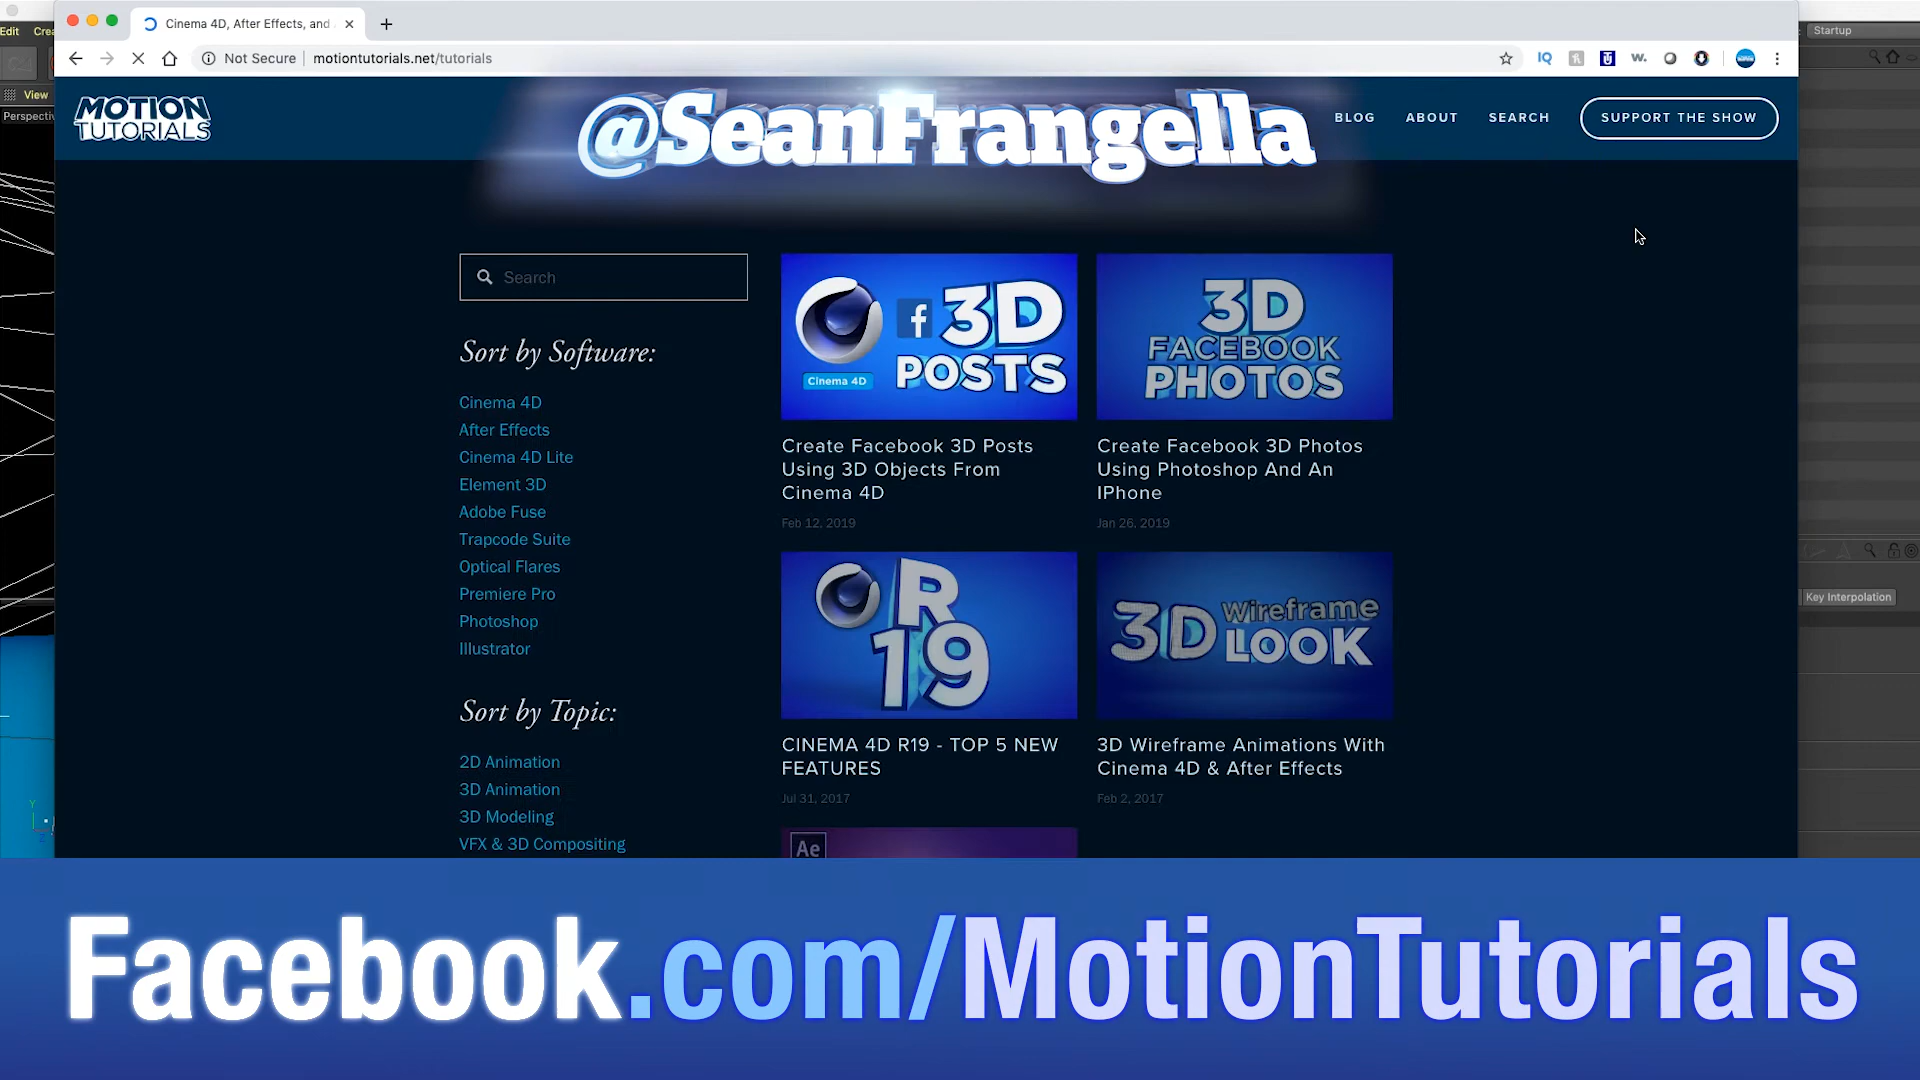 Edit Crea
Startup
Cinema 4D, After Effects, and
Not Secure
motiontutorials.net/tutorials
IQ
w.
View
Perspectiv
MOTION
TUTORIALS
@SeanFrangella
BLOG
ABOUT
SEARCH
SUPPORT THE SHOW
Search
Sort by Software:
Cinema 4D
After Effects
Cinema 4D Lite
Element 3D
Adobe Fuse
Trapcode Suite
Optical Flares
Premiere Pro
Photoshop
Illustrator
Sort by Topic:
2D Animation
3D Animation
3D Modeling
VFX & 3D Compositing
Cinema 4D
f 3D
POSTS
Create Facebook 3D Posts
Using 3D Objects From
Cinema 4D
Feb 12, 2019
3D
FACEBOOK
PHOTOS
Create Facebook 3D Photos
Using Photoshop And An
IPhone
Jan 26, 2019
R
19
CINEMA 4D R19 - TOP 5 NEW
FEATURES
Jul 31, 2017
3D Wireframe
LOOK
3D Wireframe Animations With
Cinema 4D & After Effects
Feb 2, 2017
Ae
Key Interpolation
Y
Facebook.com/MotionTutorials